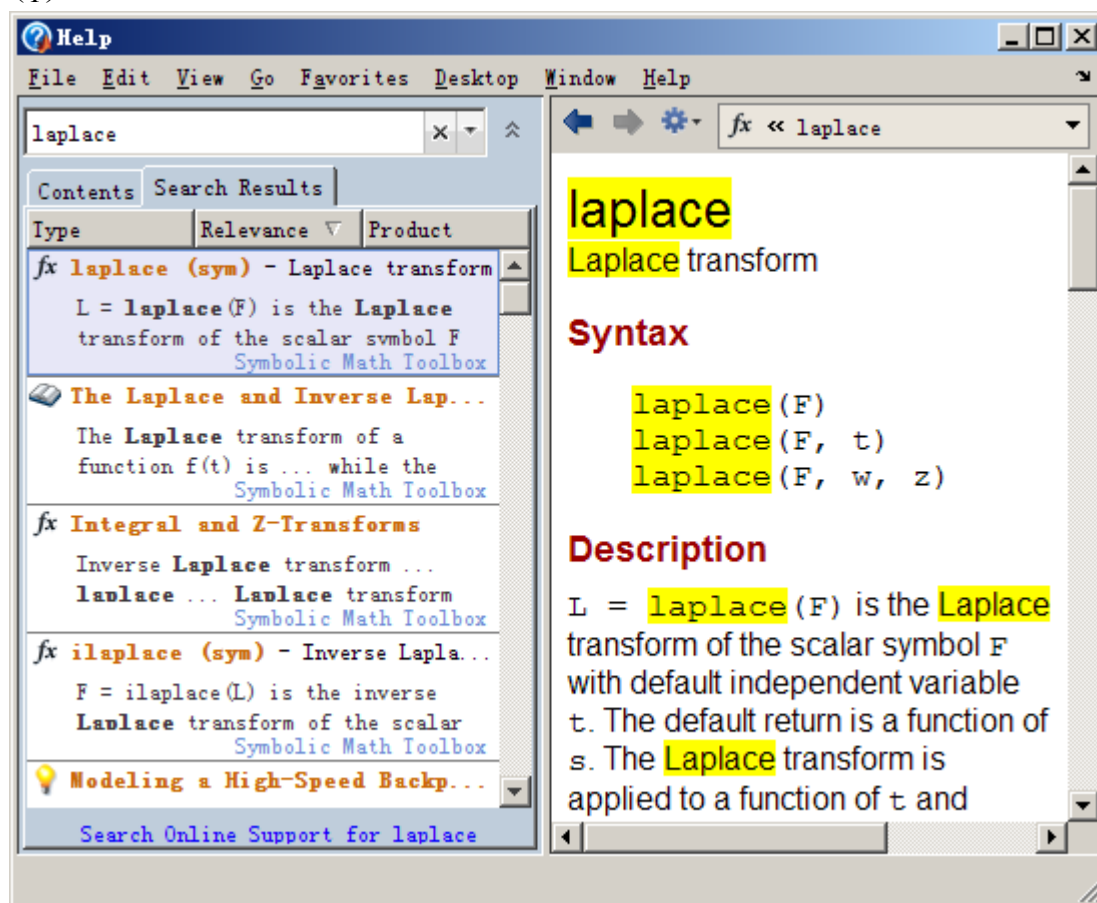 Help
File Edit View Go Favorites Desktop Window Help
laplace
Contents Search Results
Type Relevance Product
fx laplace (sym) - Laplace transform
L = laplace(F) is the Laplace
transform of the scalar symbol F
Symbolic Math Toolbox
The Laplace and Inverse Lap...
The Laplace transform of a
function f(t) is ... while the
Symbolic Math Toolbox
fx Integral and Z-Transforms
Inverse Laplace transform ...
laplace ... Laplace transform
Symbolic Math Toolbox
fx ilaplace (sym) - Inverse Lapla...
F = ilaplace(L) is the inverse
Laplace transform of the scalar
Symbolic Math Toolbox
Modeling a High-Speed Backp...
Search Online Support for laplace
fx « laplace
laplace
Laplace transform
Syntax
laplace(F)
laplace(F, t)
laplace(F, w, z)
Description
L = laplace(F) is the Laplace
transform of the scalar symbol F
with default independent variable
t. The default return is a function of
s. The Laplace transform is
applied to a function of t and